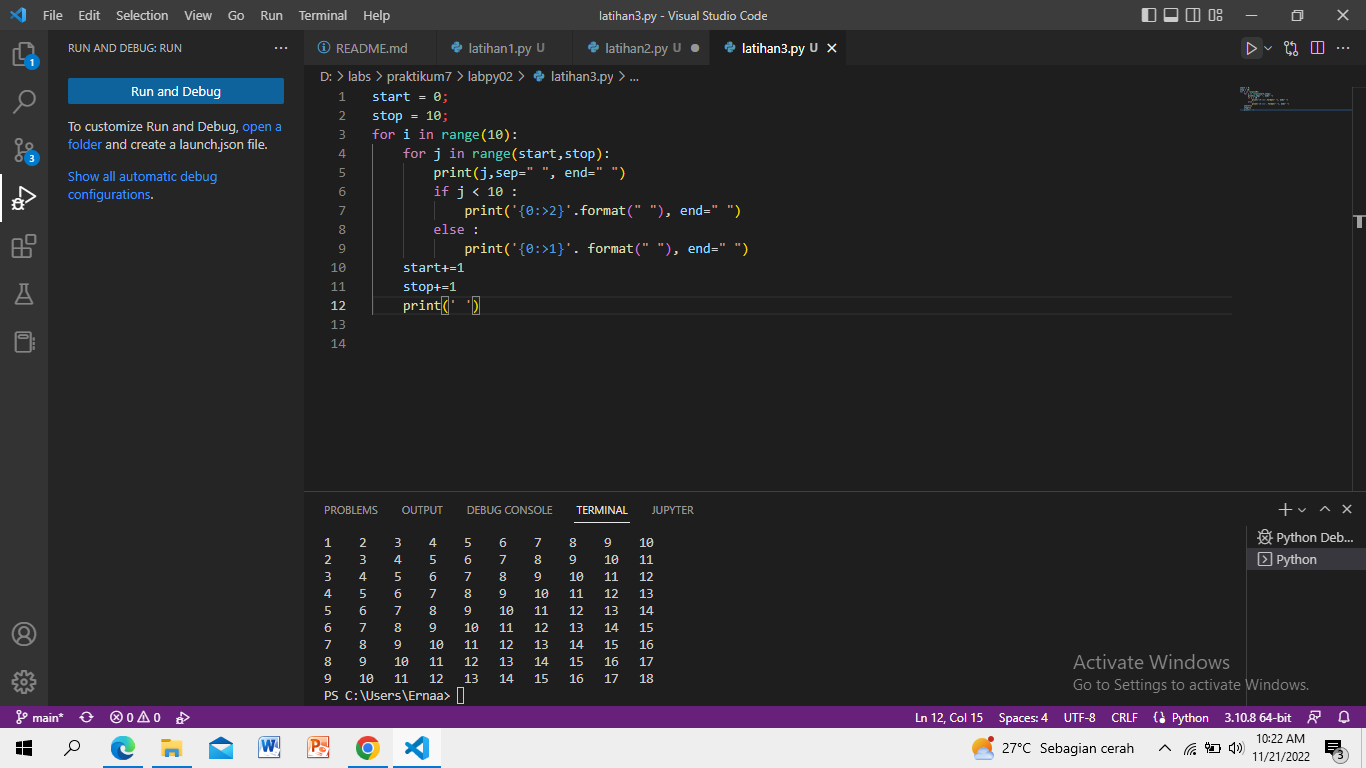 File Edit Selection View Go Run Terminal Help latihan3.py - Visual Studio Code
RUN AND DEBUG: RUN ···
Run and Debug
To customize Run and Debug, open a
folder and create a launch.json file.
Show all automatic debug
configurations.
1
3
README.md latihan1.py U latihan2.py U latihan3.py U
D: > labs > praktikum7 > labpy02 > latihan3.py > ...
1 start = 0;
2 stop = 10;
3 for i in range(10):
4     for j in range(start,stop):
5         print(j,sep=" ", end=" ")
6         if j < 10 :
7             print('{0:>2}'.format(" "), end=" ")
8         else :
9             print('{0:>1}'. format(" "), end=" ")
10     start+=1
11     stop+=1
12     print(' ')
13
14
PROBLEMS OUTPUT DEBUG CONSOLE TERMINAL JUPYTER
1 2 3 4 5 6 7 8 9 10
2 3 4 5 6 7 8 9 10 11
3 4 5 6 7 8 9 10 11 12
4 5 6 7 8 9 10 11 12 13
5 6 7 8 9 10 11 12 13 14
6 7 8 9 10 11 12 13 14 15
7 8 9 10 11 12 13 14 15 16
8 9 10 11 12 13 14 15 16 17
9 10 11 12 13 14 15 16 17 18
PS C:\Users\Ernaa>
Python Deb...
Python
Activate Windows
Go to Settings to activate Windows.
main* 0 0 Ln 12, Col 15 Spaces: 4 UTF-8 CRLF Python 3.10.8 64-bit
27°C Sebagian cerah 10:22 AM
11/21/2022 3